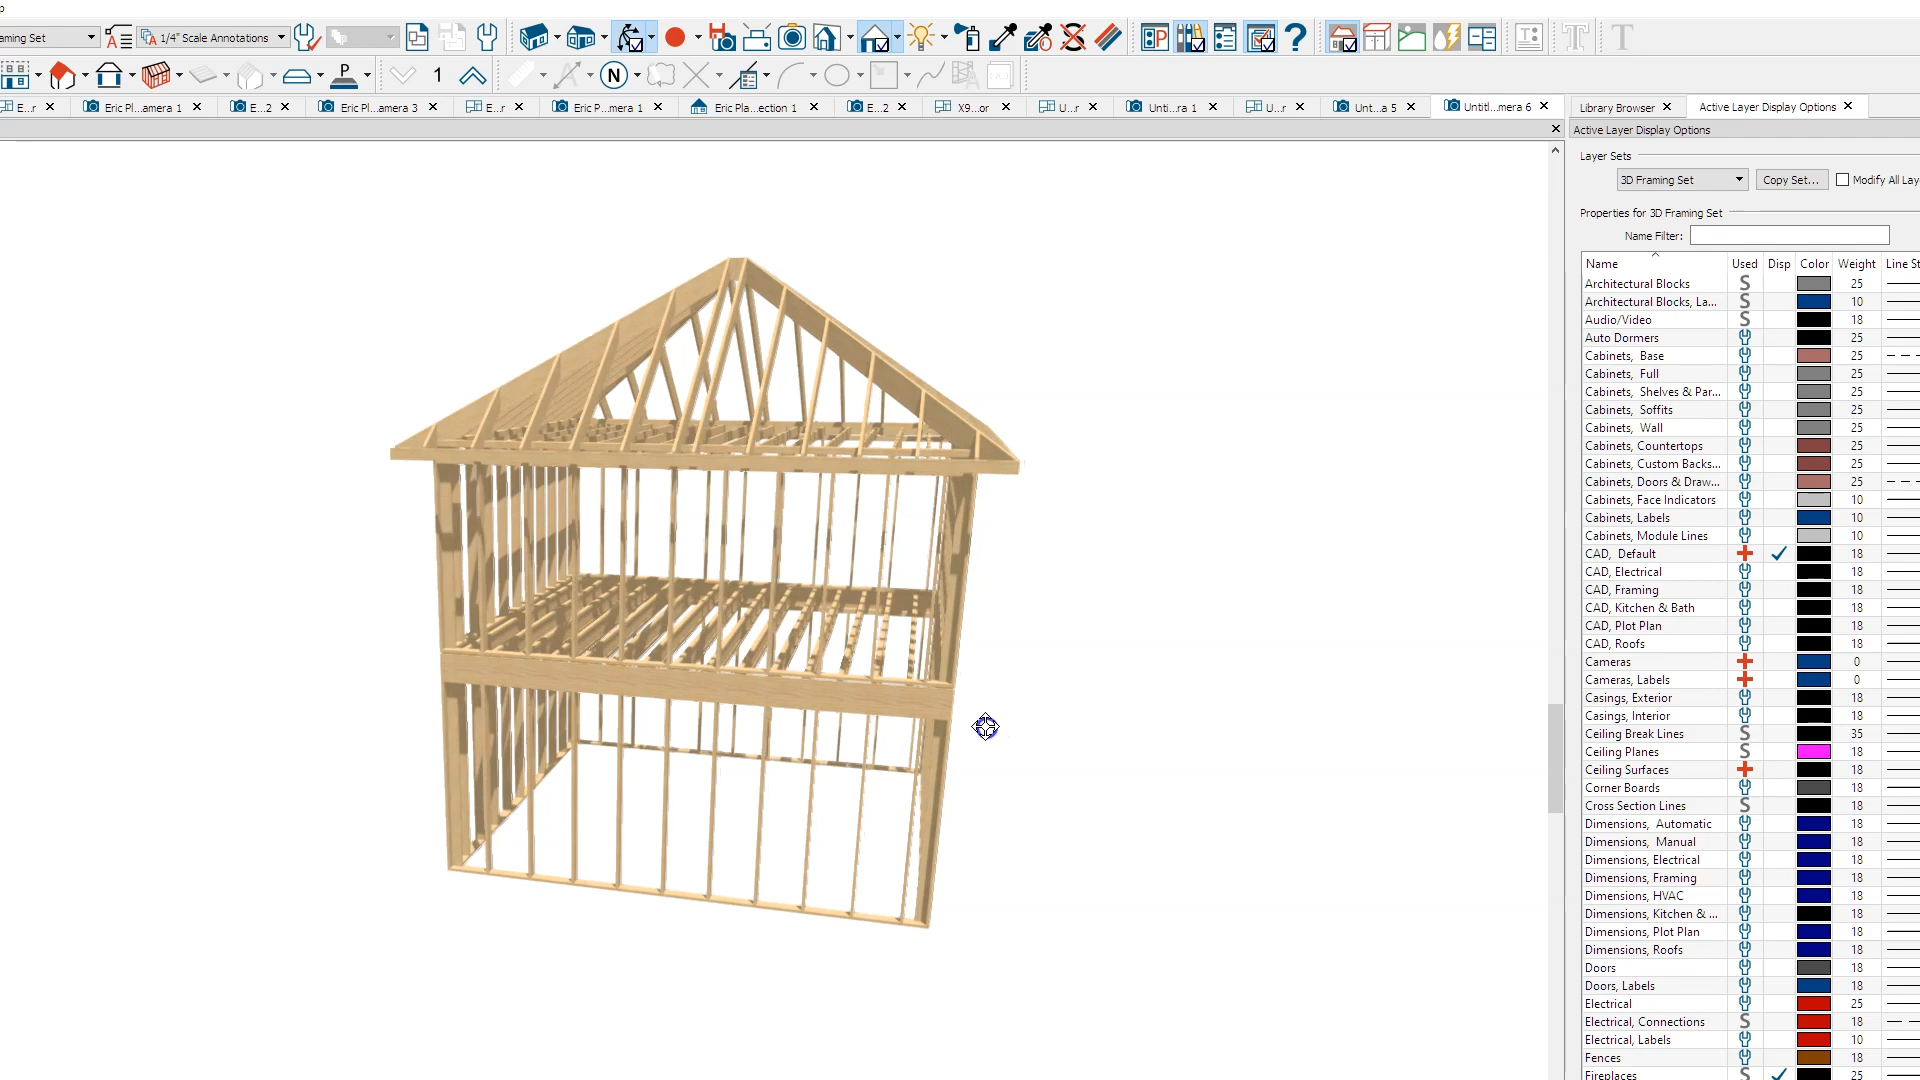 p
aming Set
1/4" Scale Annotations
P
1
N
E...r
Eric Pl...amera 1
E...2
Eric Pl...amera 3
E...r
Eric P...mera 1
Eric Pla...ection 1
E...2
X9...or
U...r
Unti...ra 1
U...r
Unt...a 5
Untitl...mera 6
Library Browser
Active Layer Display Options
Active Layer Display Options
Layer Sets
3D Framing Set
Copy Set...
Modify All Lay
Properties for 3D Framing Set
Name Filter:
Name Used Disp Color Weight Line St
Architectural Blocks S 25
Architectural Blocks, La... S 10
Audio/Video S 18
Auto Dormers 25
Cabinets, Base 25
Cabinets, Full 25
Cabinets, Shelves & Par... 25
Cabinets, Soffits 25
Cabinets, Wall 25
Cabinets, Countertops 25
Cabinets, Custom Backs... 25
Cabinets, Doors & Draw... 25
Cabinets, Face Indicators 10
Cabinets, Labels 10
Cabinets, Module Lines 10
CAD, Default 18
CAD, Electrical 18
CAD, Framing 18
CAD, Kitchen & Bath 18
CAD, Plot Plan 18
CAD, Roofs 18
Cameras 0
Cameras, Labels 0
Casings, Exterior 18
Casings, Interior 18
Ceiling Break Lines S 35
Ceiling Planes S 18
Ceiling Surfaces 18
Corner Boards 18
Cross Section Lines S 18
Dimensions, Automatic 18
Dimensions, Manual 18
Dimensions, Electrical 18
Dimensions, Framing 18
Dimensions, HVAC 18
Dimensions, Kitchen & ... 18
Dimensions, Plot Plan 18
Dimensions, Roofs 18
Doors 18
Doors, Labels 18
Electrical 25
Electrical, Connections S 18
Electrical, Labels 10
Fences 18
Fireplaces S 25